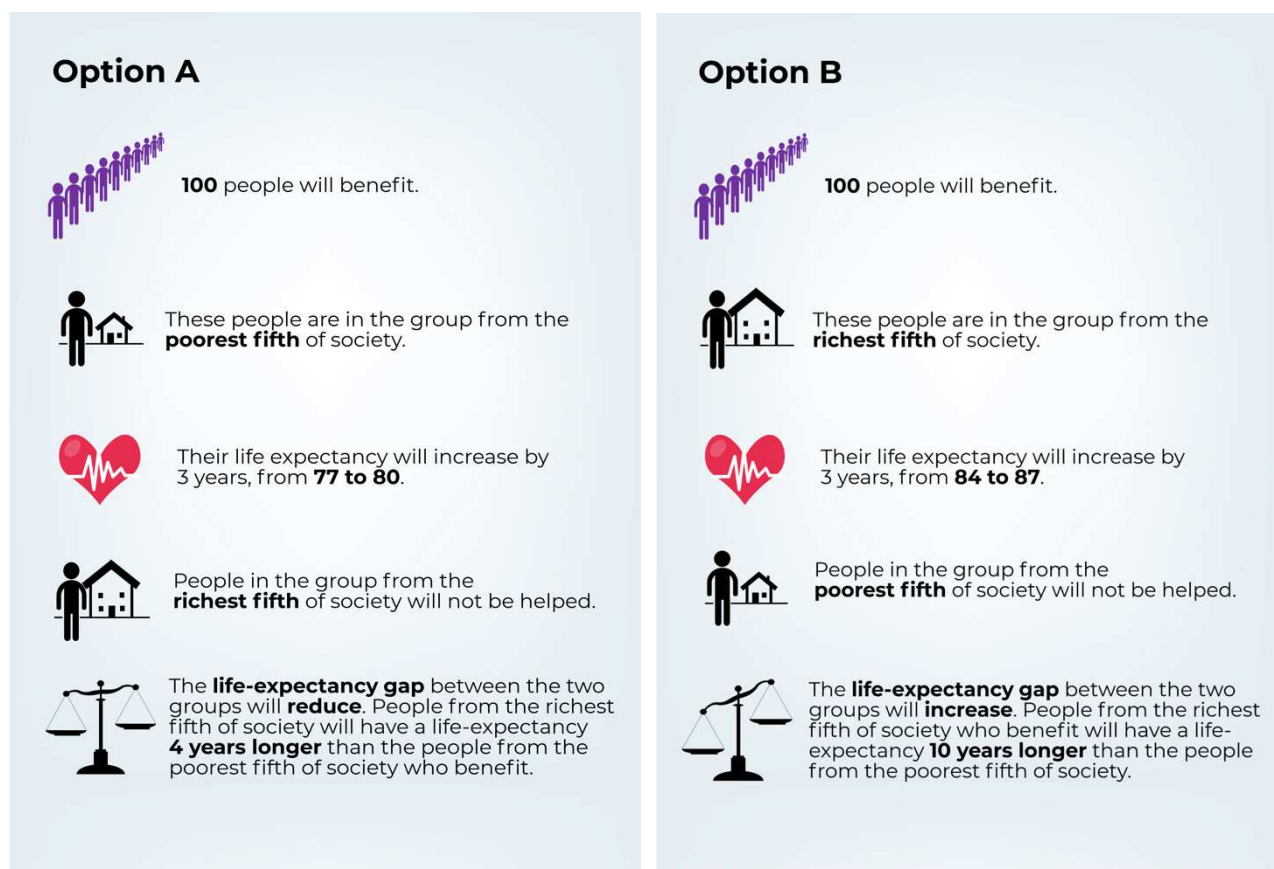 Option A
100 people will benefit.
These people are in the group from the
poorest fifth of society.
Their life expectancy will increase by
3 years, from 77 to 80.
People in the group from the
richest fifth of society will not be helped.
The life-expectancy gap between the two
groups will reduce. People from the richest
fifth of society will have a life-expectancy
4 years longer than the people from the
poorest fifth of society who benefit.
Option B
100 people will benefit.
These people are in the group from the
richest fifth of society.
Their life expectancy will increase by
3 years, from 84 to 87.
People in the group from the
poorest fifth of society will not be helped.
The life-expectancy gap between the two
groups will increase. People from the richest
fifth of society who benefit will have a life-
expectancy 10 years longer than the people
from the poorest fifth of society.